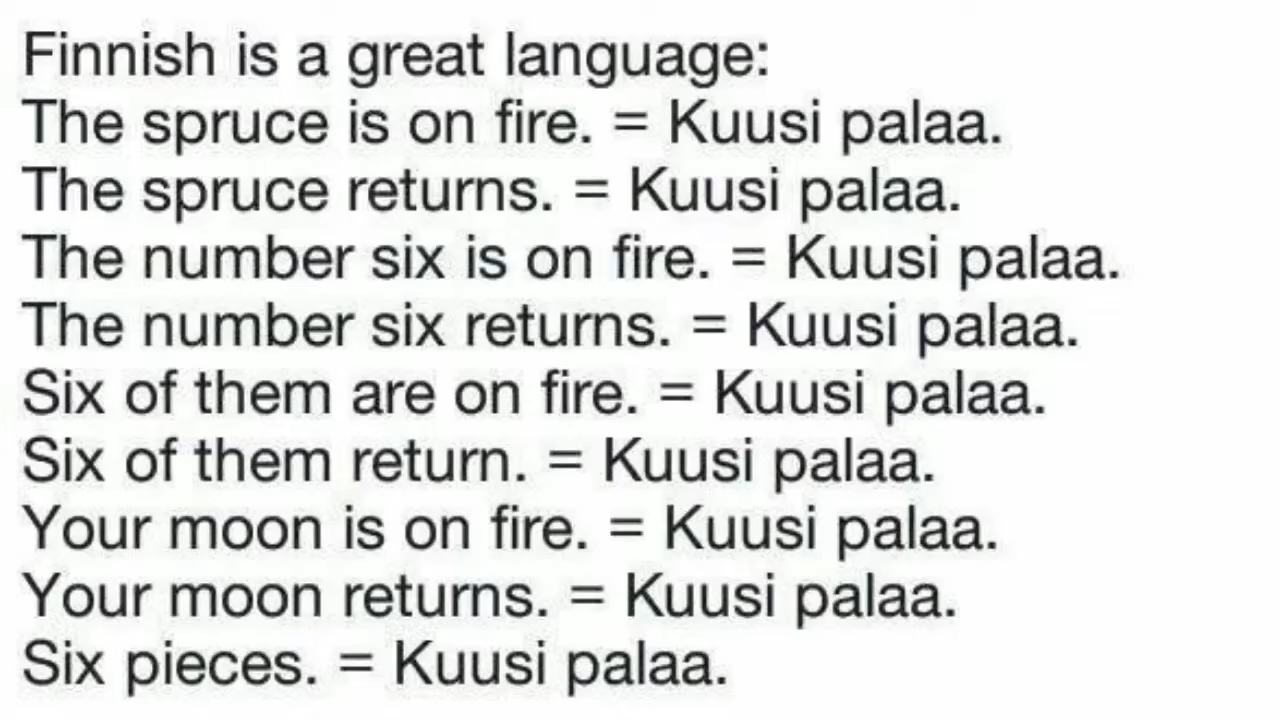 Finnish is a great language:
The spruce is on fire. = Kuusi palaa.
The spruce returns. = Kuusi palaa.
The number six is on fire. = Kuusi palaa.
The number six returns. = Kuusi palaa.
Six of them are on fire. = Kuusi palaa.
Six of them return. = Kuusi palaa.
Your moon is on fire. = Kuusi palaa.
Your moon returns. = Kuusi palaa.
Six pieces. = Kuusi palaa.